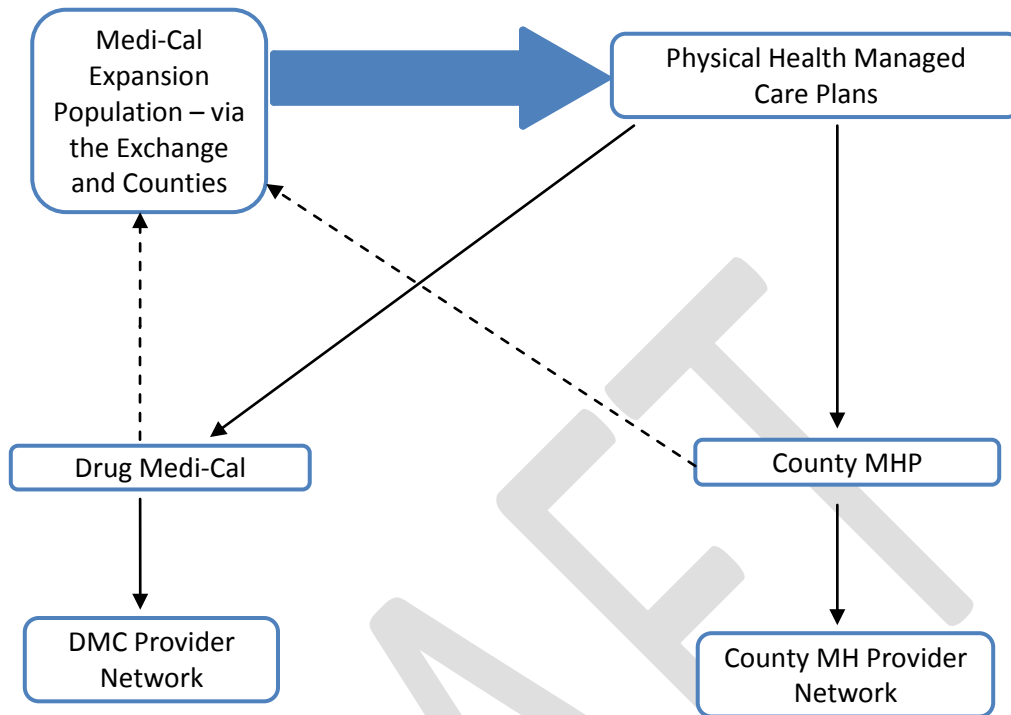 Medi-Cal
Expansion
Population – via
the Exchange
and Counties
Physical Health Managed
Care Plans
Drug Medi-Cal
County MHP
DMC Provider
Network
County MH Provider
Network